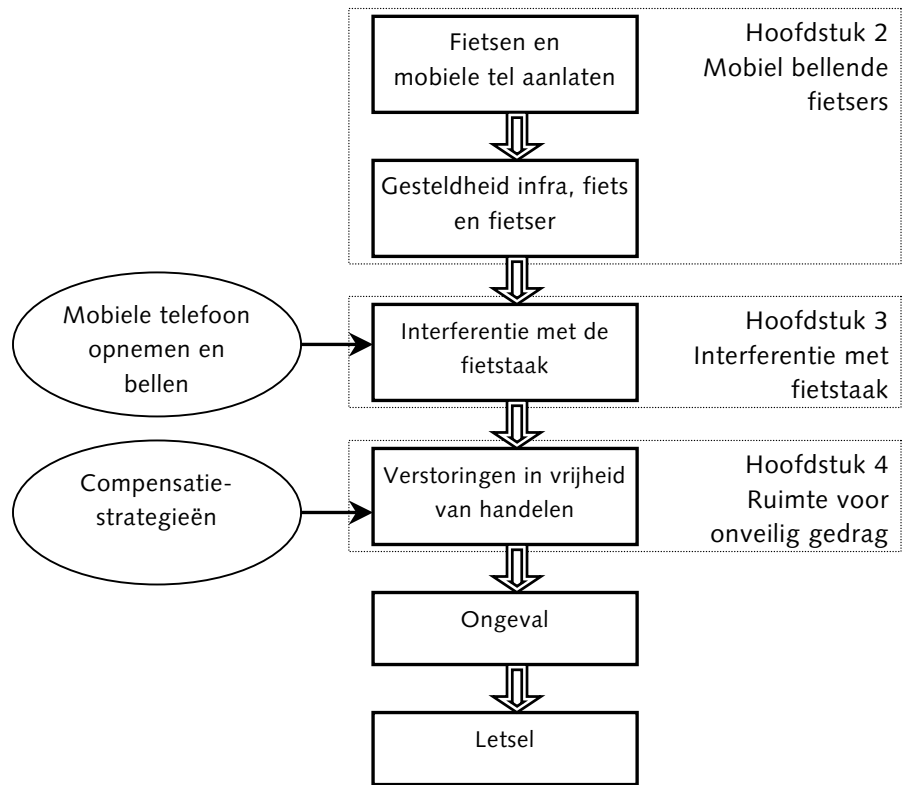 Fietsen en
mobiele tel aanlaten
Hoofdstuk 2
Mobiel bellende
fietsers
Gesteldheid infra, fiets
en fietser
Mobiele telefoon
opnemen en
bellen
Interferentie met de
fietstaak
Hoofdstuk 3
Interferentie met
fietstaak
Compensatie-
strategieën
Verstoringen in vrijheid
van handelen
Hoofdstuk 4
Ruimte voor
onveilig gedrag
Ongeval
Letsel